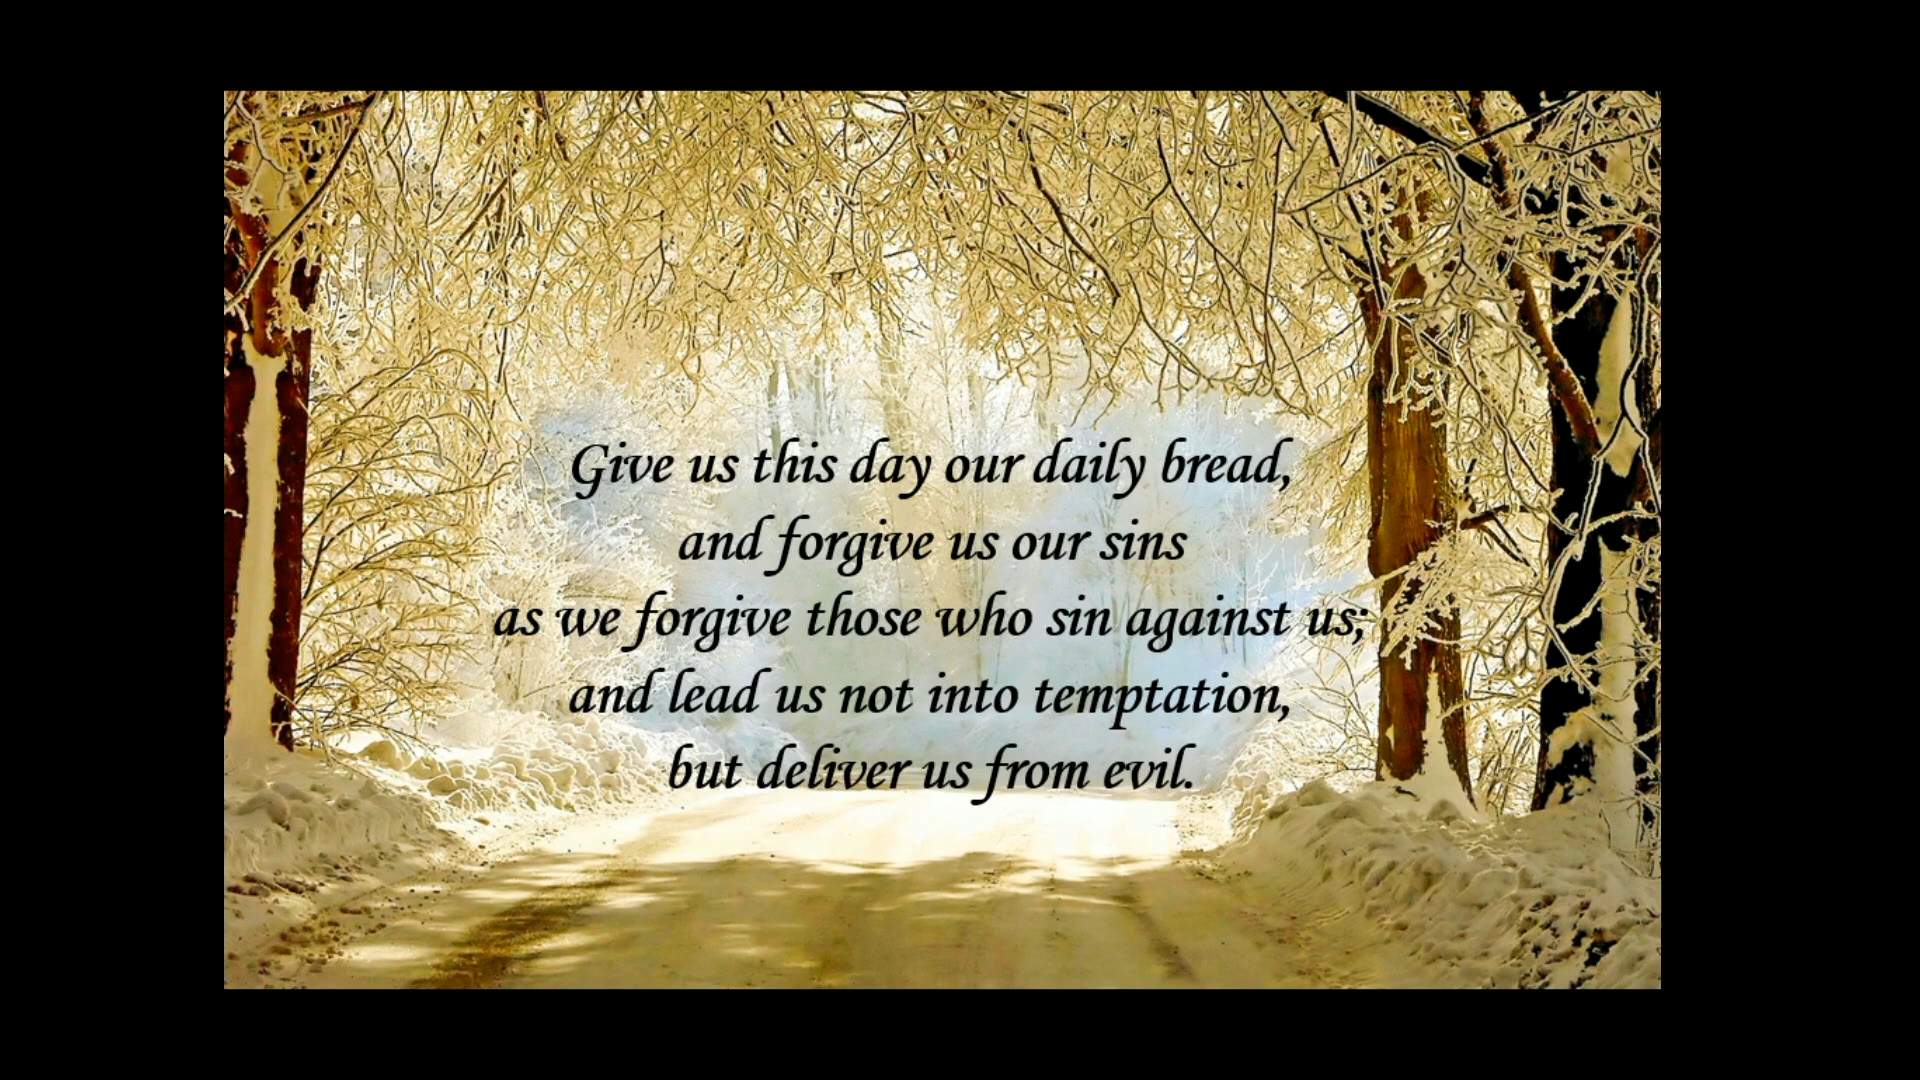 Give us this day our daily bread,
and forgive us our sins
as we forgive those who sin against us;
and lead us not into temptation,
but deliver us from evil.